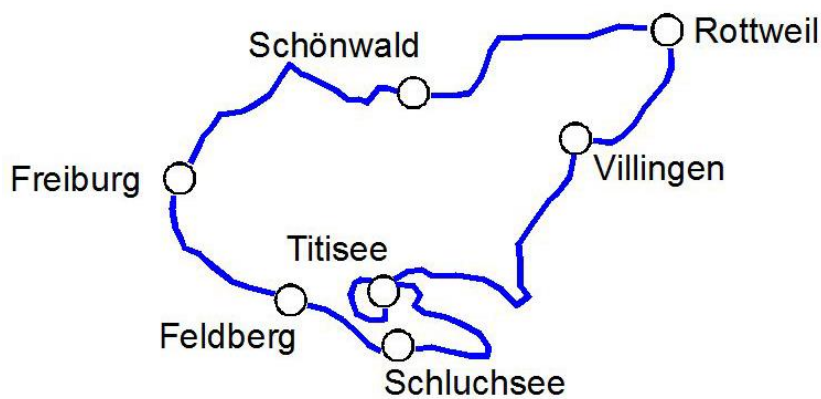 Schönwald
Rottweil
Freiburg
Villingen
Titisee
Feldberg
Schluchsee